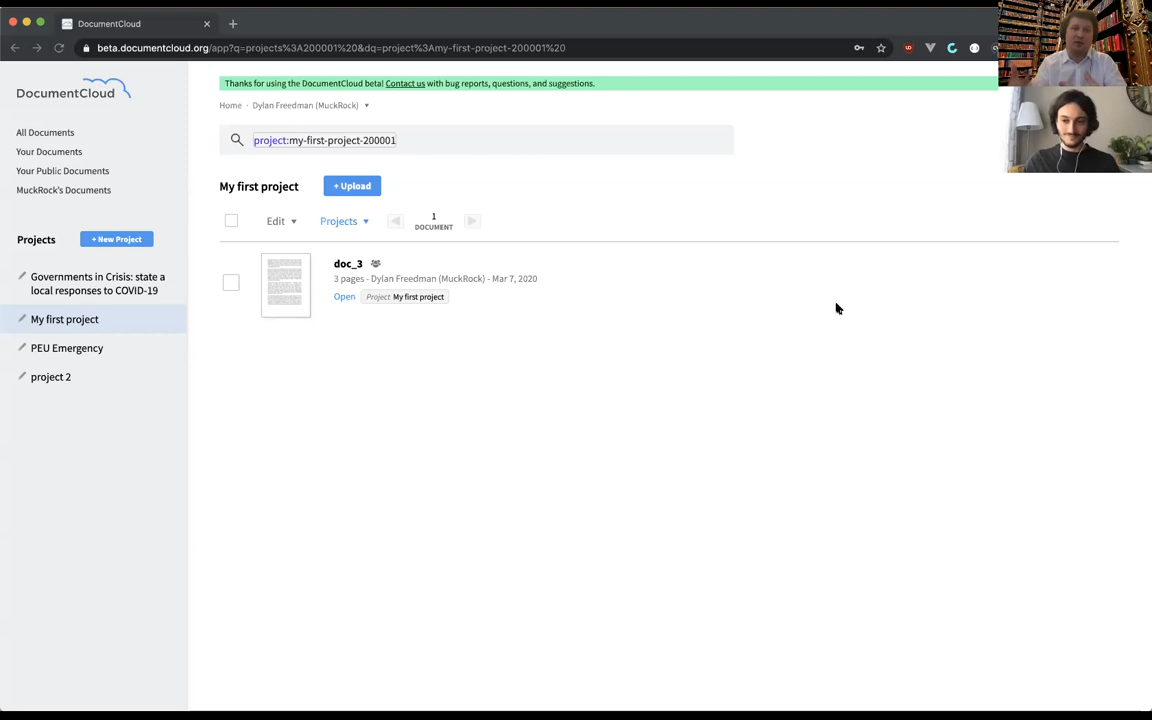 DocumentCloud
beta.documentcloud.org/app?q=projects%3A200001%20&dq=project%3Amy-first-project-200001%20
Thanks for using the DocumentCloud beta! Contact us with bug reports, questions, and suggestions.
DocumentCloud
Home · Dylan Freedman (MuckRock)
All Documents
Your Documents
Your Public Documents
MuckRock's Documents
project:my-first-project-200001
My first project
+ Upload
Edit
Projects
1
DOCUMENT
Projects
+ New Project
Governments in Crisis: state a
local responses to COVID-19
My first project
PEU Emergency
project 2
doc_3
3 pages - Dylan Freedman (MuckRock) - Mar 7, 2020
Open
Project My first project